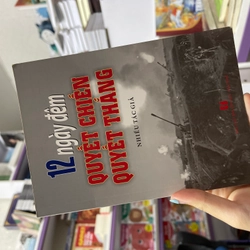 12 ngày đêm
QUYẾT CHIẾN
QUYẾT THẮNG
NHIỀU TÁC GIẢ